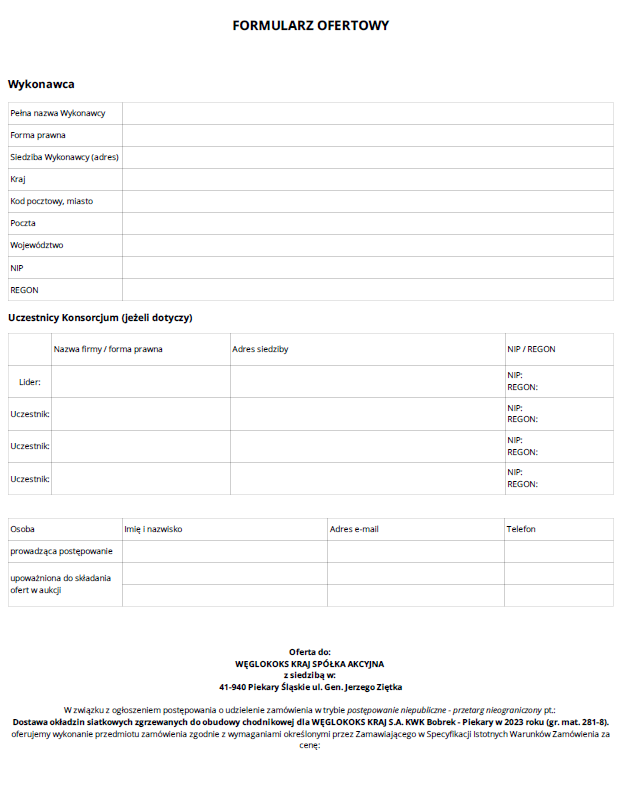 FORMULARZ OFERTOWY
Wykonawca
Pełna nazwa Wykonawcy
Forma prawna
Siedziba Wykonawcy (adres)
Kraj
Kod pocztowy, miasto
Poczta
Województwo
NIP
REGON
Uczestnicy Konsorcjum (jeżeli dotyczy)
Nazwa firmy / forma prawna Adres siedziby NIP / REGON
Lider: NIP:
REGON:
Uczestnik: NIP:
REGON:
Uczestnik: NIP:
REGON:
Uczestnik: NIP:
REGON:
Osoba Imię i nazwisko Adres e-mail Telefon
prowadząca postępowanie
upoważniona do składania
ofert w aukcji
Oferta do:
WĘGLOKOKS KRAJ SPÓŁKA AKCYJNA
z siedzibą w:
41-940 Piekary Śląskie ul. Gen. Jerzego Ziętka
W związku z ogłoszeniem postępowania o udzielenie zamówienia w trybie postępowanie niepubliczne - przetarg nieograniczony pt.:
Dostawa okładzin siatkowych zgrzewanych do obudowy chodnikowej dla WĘGLOKOKS KRAJ S.A. KWK Bobrek - Piekary w 2023 roku (gr. mat. 281-8).
oferujemy wykonanie przedmiotu zamówienia zgodnie z wymaganiami określonymi przez Zamawiającego w Specyfikacji Istotnych Warunków Zamówienia za
cenę: